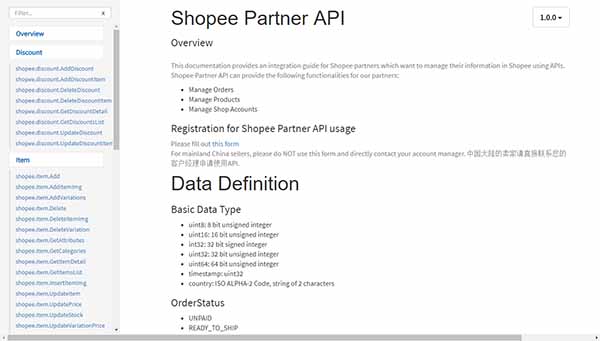 Filter...
x
Overview
Discount
shopee.discount.AddDiscount
shopee.discount.AddDiscountItem
shopee.discount.DeleteDiscount
shopee.discount.DeleteDiscountItem
shopee.discount.GetDiscountDetail
shopee.discount.GetDiscountsList
shopee.discount.UpdateDiscount
shopee.discount.UpdateDiscountItem
Item
shopee.item.Add
shopee.item.AddItemImg
shopee.item.AddVariations
shopee.item.Delete
shopee.item.DeleteItemImg
shopee.item.DeleteVariation
shopee.item.GetAttributes
shopee.item.GetCategories
shopee.item.GetItemDetail
shopee.item.GetItemsList
shopee.item.InsertItemImg
shopee.item.UpdateItem
shopee.item.UpdatePrice
shopee.item.UpdateStock
shopee.item.UpdateVariationPrice
Shopee Partner API
1.0.0
Overview
This documentation provides an integration guide for Shopee partners which want to manage their information in Shopee using APIs.
Shopee Partner API can provide the following functionalities for our partners:
• Manage Orders
• Manage Products
• Manage Shop Accounts
Registration for Shopee Partner API usage
Please fill out this form
For mainland China sellers, please do NOT use this form and directly contact your account manager. 中国大陆的卖家请直接联系您的
客户经理申请使用API.
Data Definition
Basic Data Type
• uint8: 8 bit unsigned integer
• uint16: 16 bit unsigned integer
• int32: 32 bit signed integer
• uint32: 32 bit unsigned integer
• uint64: 64 bit unsigned integer
• timestamp: uint32
• country: ISO ALPHA-2 Code, string of 2 characters
OrderStatus
• UNPAID
• READY_TO_SHIP